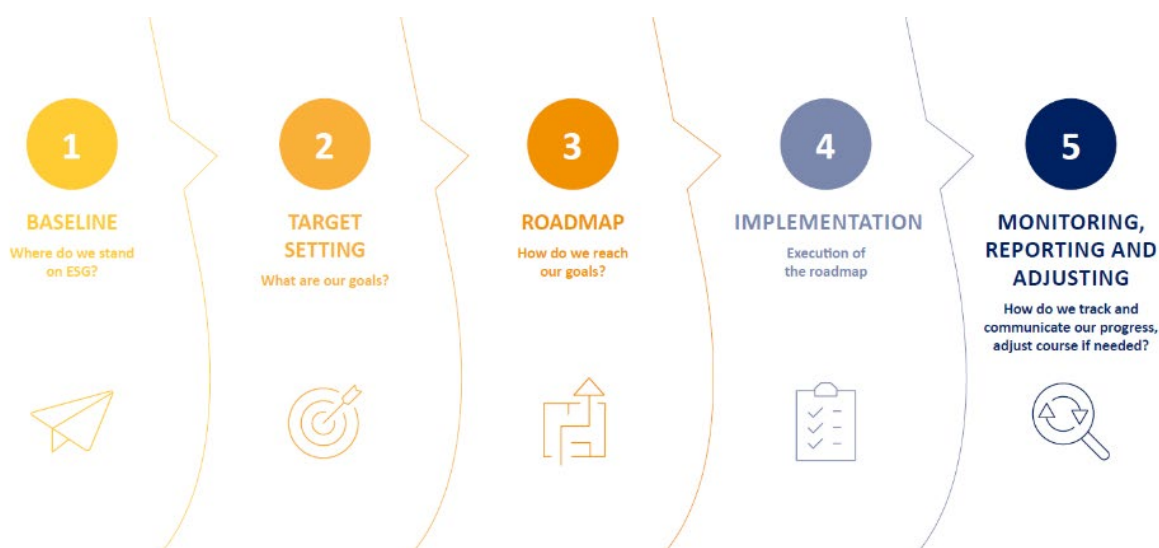 1
BASELINE
Where do we stand
on ESG?
2
TARGET
SETTING
What are our goals?
3
ROADMAP
How do we reach
our goals?
4
IMPLEMENTATION
Execution of
the roadmap
5
MONITORING,
REPORTING AND
ADJUSTING
How do we track and
communicate our progress,
adjust course if needed?